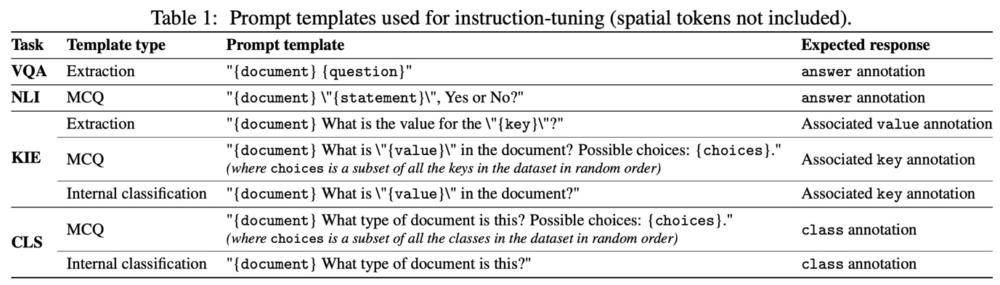 Table 1: Prompt templates used for instruction-tuning (spatial tokens not included).
Task Template type Prompt template Expected response
VQA Extraction "{document} {question}" answer annotation
NLI MCQ "{document} \"{statement}\", Yes or No?" answer annotation
Extraction "{document} What is the value for the \"{key}\"?" Associated value annotation
KIE MCQ "{document} What is \"{value}\" in the document? Possible choices: {choices}." Associated key annotation
(where choices is a subset of all the keys in the dataset in random order)
Internal classification "{document} What is \"{value}\" in the document?" Associated key annotation
CLS MCQ "{document} What type of document is this? Possible choices: {choices}." class annotation
(where choices is a subset of all the classes in the dataset in random order)
Internal classification "{document} What type of document is this?" class annotation